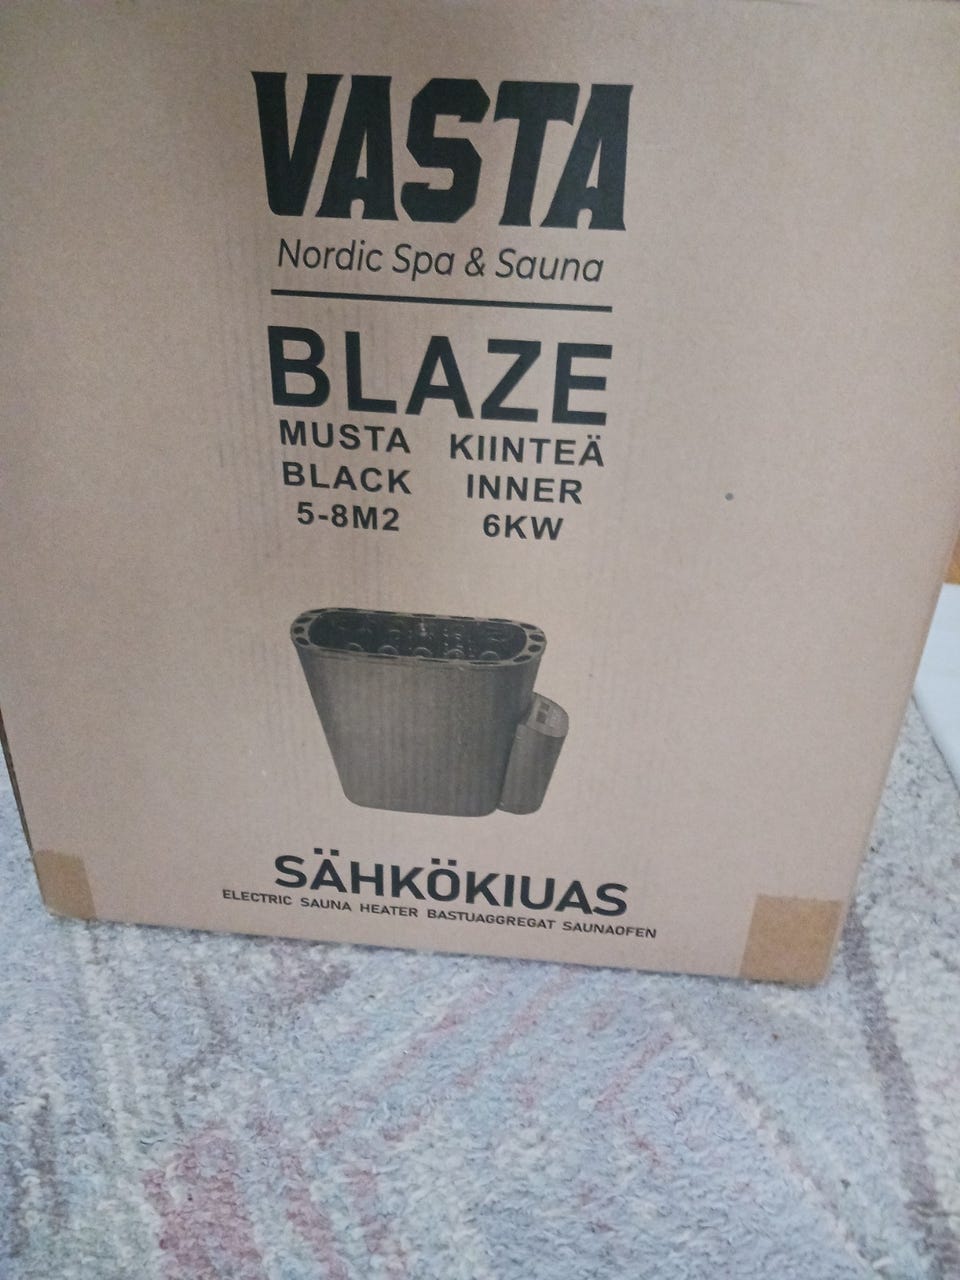 VASTA
Nordic Spa & Sauna
BLAZE
MUSTA KIINTEÄ
BLACK INNER
5-8M2 6KW
SÄHKÖKIUAS
ELECTRIC SAUNA HEATER BASTUAGGREGAT SAUNAOFEN